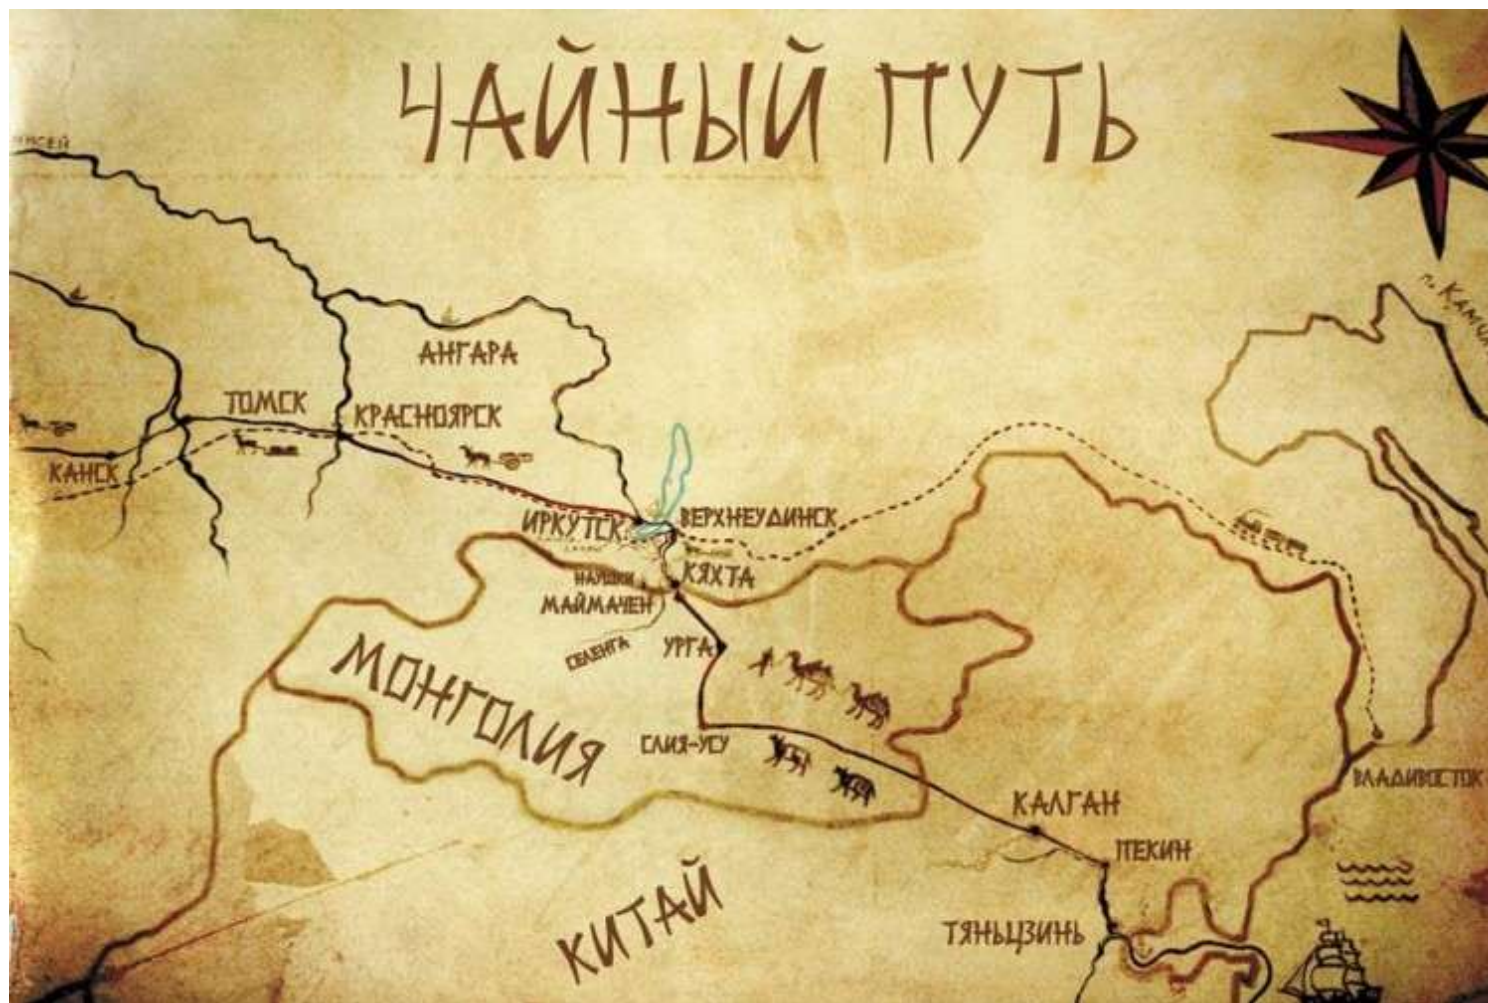 ЧАЙНЫЙ ПУТЬ
АНГАРА
ТОМСК
КРАСНОЯРСК
КАНСК
ИРКУТСК
ВЕРХНЕУДИНСК
НАУШКИ
КЯХТА
МАЙМАЧЕН
СЕЛЕНГА
УРГА
МОНГОЛИЯ
СЛИЯ-УСУ
ВЛАДИВОСТОК
КАЛГАН
ПЕКИН
КИТАЙ
ТЯНЬЦЗИНЬ